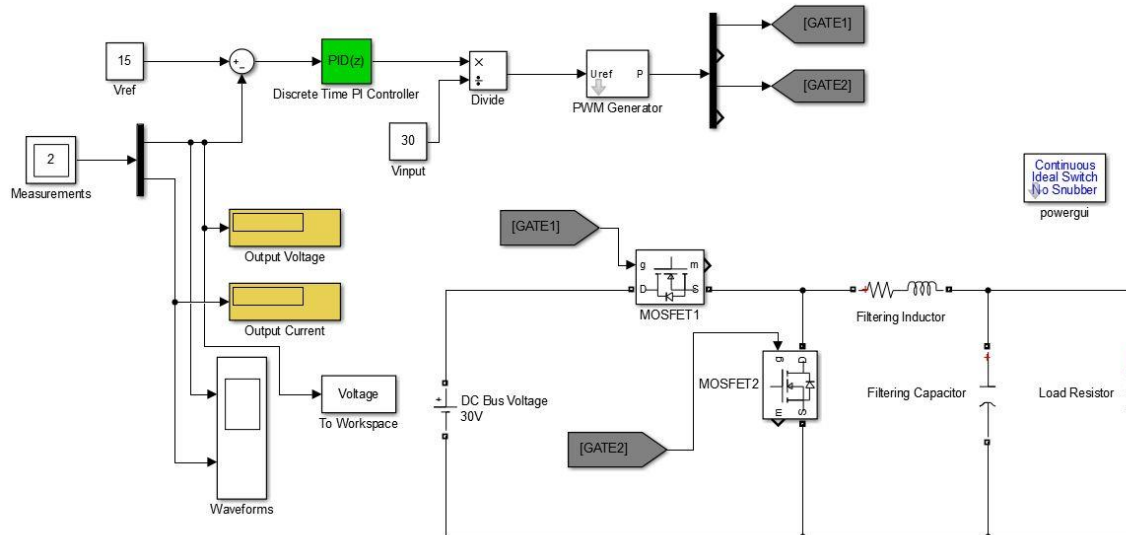 [GATE1]
15
+
-
PID(z)
×
÷
Uref
P
[GATE2]
Vref
Discrete Time PI Controller
Divide
PWM Generator
30
Vinput
2
Measurements
Continuous
Ideal Switch
No Snubber
powergui
[GATE1]
Output Voltage
g
m
D
S
MOSFET1
Output Current
Filtering Inductor
g
D
MOSFET2
m
S
Voltage
To Workspace
+
DC Bus Voltage
30V
+
Filtering Capacitor
Load Resistor
[GATE2]
Waveforms